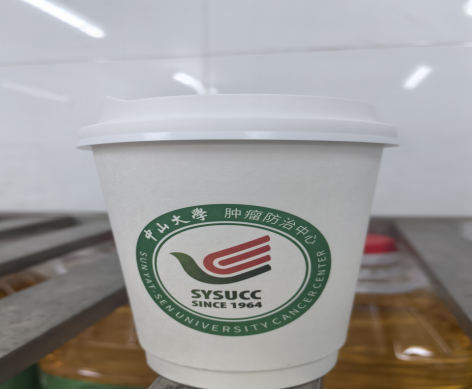 中山大學 肿瘤防治中心
SYSUCC
SINCE 1964
SUN YAT-SEN UNIVERSITY CANCER CENTER